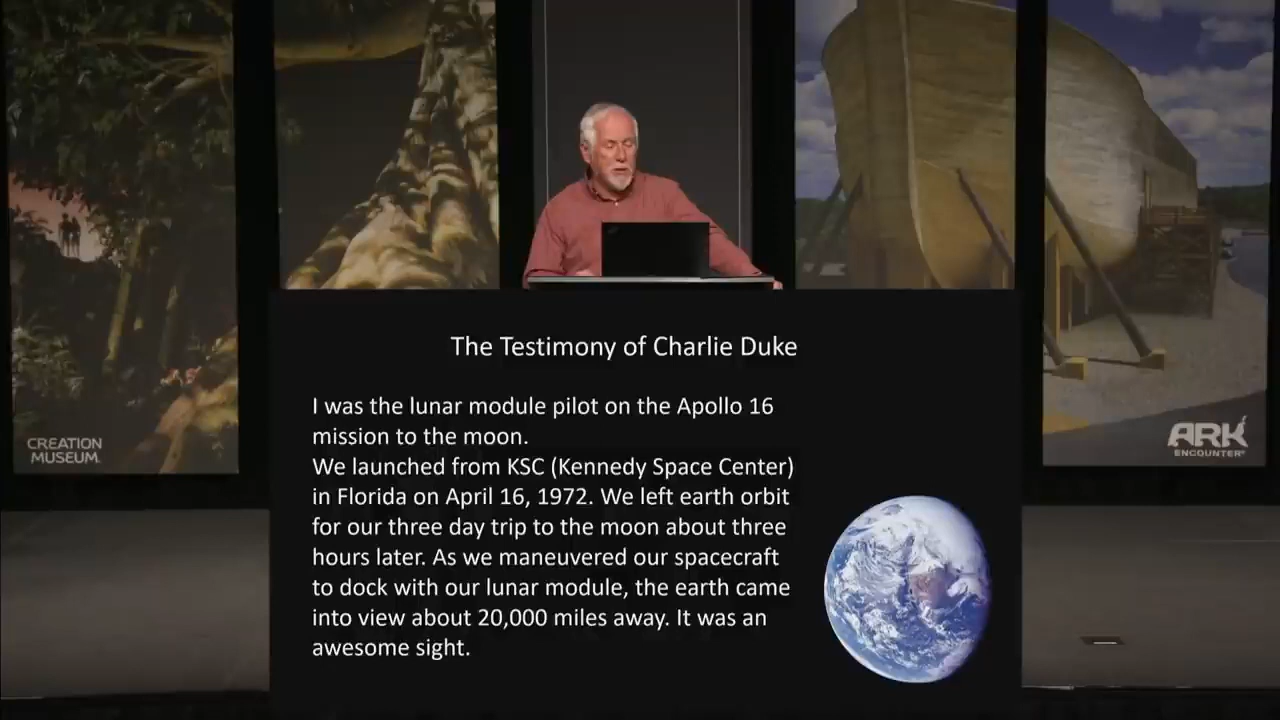 The Testimony of Charlie Duke
I was the lunar module pilot on the Apollo 16
mission to the moon.
We launched from KSC (Kennedy Space Center)
in Florida on April 16, 1972. We left earth orbit
for our three day trip to the moon about three
hours later. As we maneuvered our spacecraft
to dock with our lunar module, the earth came
into view about 20,000 miles away. It was an
awesome sight.
CREATION
MUSEUM
ARK
ENCOUNTER